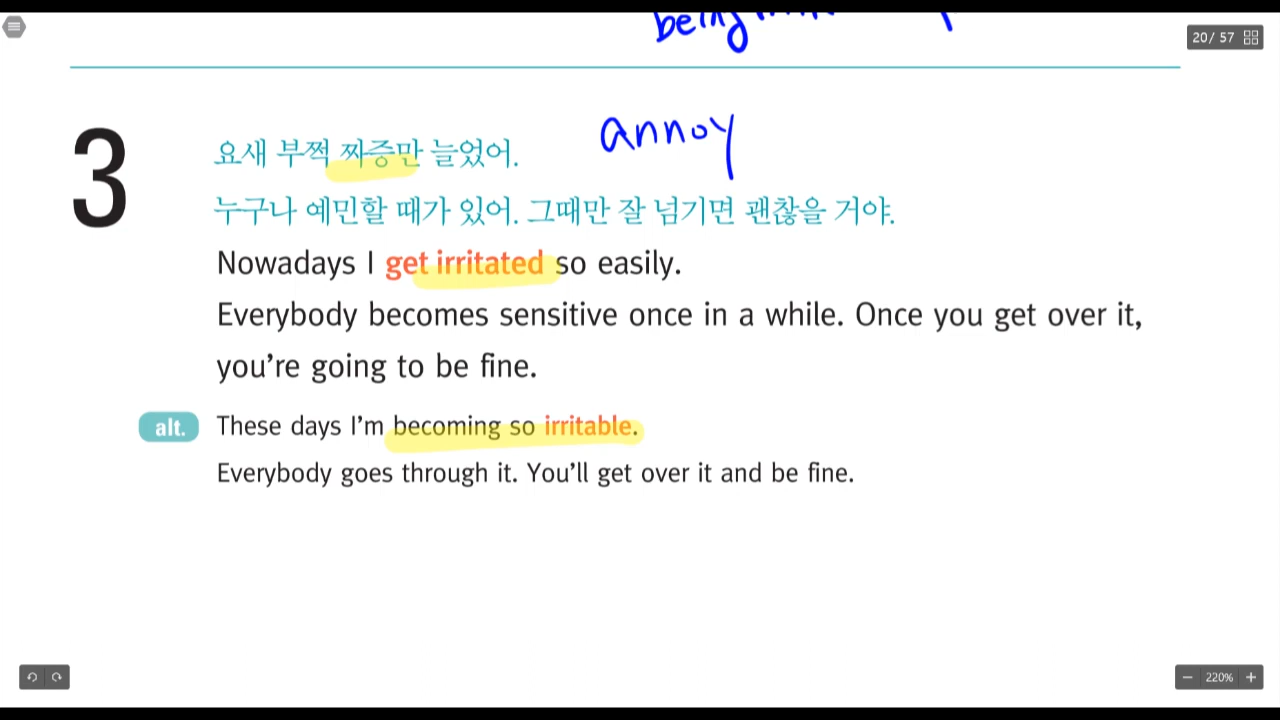 being
20/ 57
3
annoy
요새 부쩍 짜증만 늘었어.
누구나 예민할 때가 있어. 그때만 잘 넘기면 괜찮을 거야.
Nowadays I get irritated so easily.
Everybody becomes sensitive once in a while. Once you get over it,
you’re going to be fine.
alt. These days I’m becoming so irritable.
Everybody goes through it. You’ll get over it and be fine.
220%